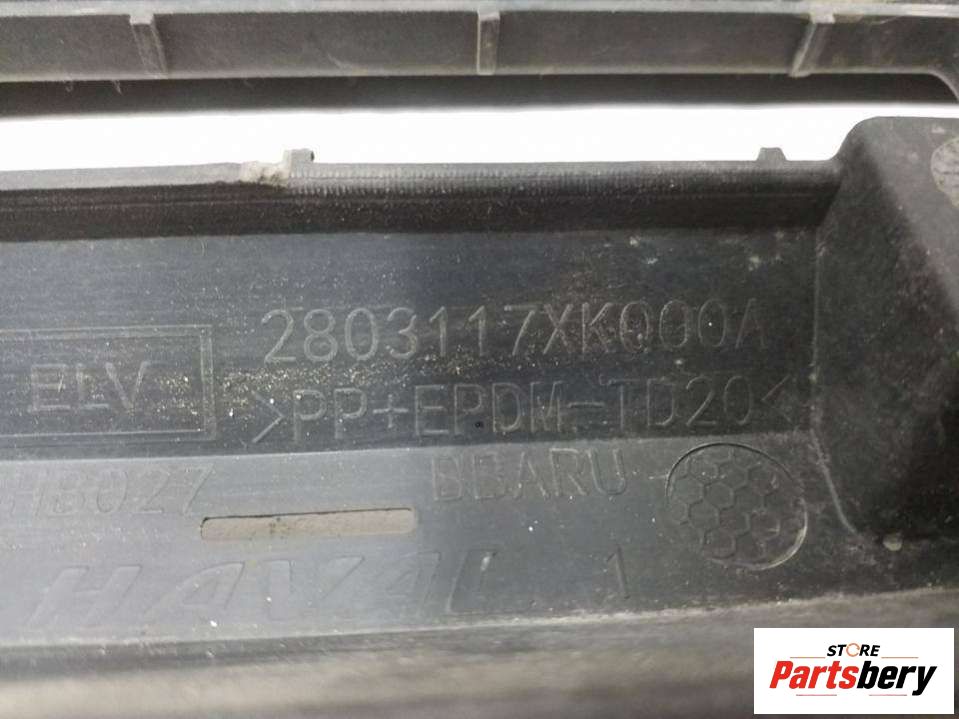 2803117XK000A
ELV
>PP+EPDM-TD20<
HB027
BBARU
HAVAL 1
STORE
Partsbery